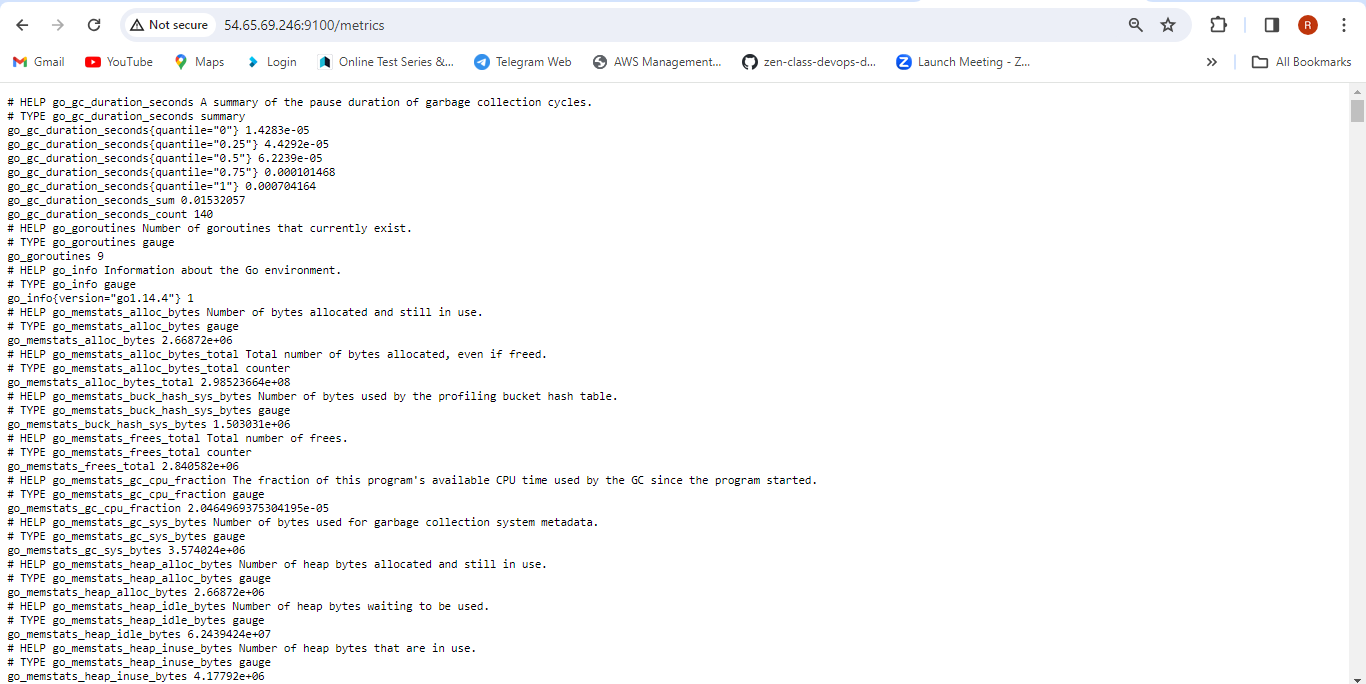 Not secure 54.65.69.246:9100/metrics R
Gmail YouTube Maps Login Online Test Series &... Telegram Web AWS Management... zen-class-devops-d... Launch Meeting - Z... » All Bookmarks
# HELP go_gc_duration_seconds A summary of the pause duration of garbage collection cycles.
# TYPE go_gc_duration_seconds summary
go_gc_duration_seconds{quantile="0"} 1.4283e-05
go_gc_duration_seconds{quantile="0.25"} 4.4292e-05
go_gc_duration_seconds{quantile="0.5"} 6.2239e-05
go_gc_duration_seconds{quantile="0.75"} 0.000101468
go_gc_duration_seconds{quantile="1"} 0.000704164
go_gc_duration_seconds_sum 0.01532057
go_gc_duration_seconds_count 140
# HELP go_goroutines Number of goroutines that currently exist.
# TYPE go_goroutines gauge
go_goroutines 9
# HELP go_info Information about the Go environment.
# TYPE go_info gauge
go_info{version="go1.14.4"} 1
# HELP go_memstats_alloc_bytes Number of bytes allocated and still in use.
# TYPE go_memstats_alloc_bytes gauge
go_memstats_alloc_bytes 2.66872e+06
# HELP go_memstats_alloc_bytes_total Total number of bytes allocated, even if freed.
# TYPE go_memstats_alloc_bytes_total counter
go_memstats_alloc_bytes_total 2.98523664e+08
# HELP go_memstats_buck_hash_sys_bytes Number of bytes used by the profiling bucket hash table.
# TYPE go_memstats_buck_hash_sys_bytes gauge
go_memstats_buck_hash_sys_bytes 1.503031e+06
# HELP go_memstats_frees_total Total number of frees.
# TYPE go_memstats_frees_total counter
go_memstats_frees_total 2.840582e+06
# HELP go_memstats_gc_cpu_fraction The fraction of this program's available CPU time used by the GC since the program started.
# TYPE go_memstats_gc_cpu_fraction gauge
go_memstats_gc_cpu_fraction 2.0464969375304195e-05
# HELP go_memstats_gc_sys_bytes Number of bytes used for garbage collection system metadata.
# TYPE go_memstats_gc_sys_bytes gauge
go_memstats_gc_sys_bytes 3.574024e+06
# HELP go_memstats_heap_alloc_bytes Number of heap bytes allocated and still in use.
# TYPE go_memstats_heap_alloc_bytes gauge
go_memstats_heap_alloc_bytes 2.66872e+06
# HELP go_memstats_heap_idle_bytes Number of heap bytes waiting to be used.
# TYPE go_memstats_heap_idle_bytes gauge
go_memstats_heap_idle_bytes 6.2439424e+07
# HELP go_memstats_heap_inuse_bytes Number of heap bytes that are in use.
# TYPE go_memstats_heap_inuse_bytes gauge
go_memstats_heap_inuse_bytes 4.17792e+06